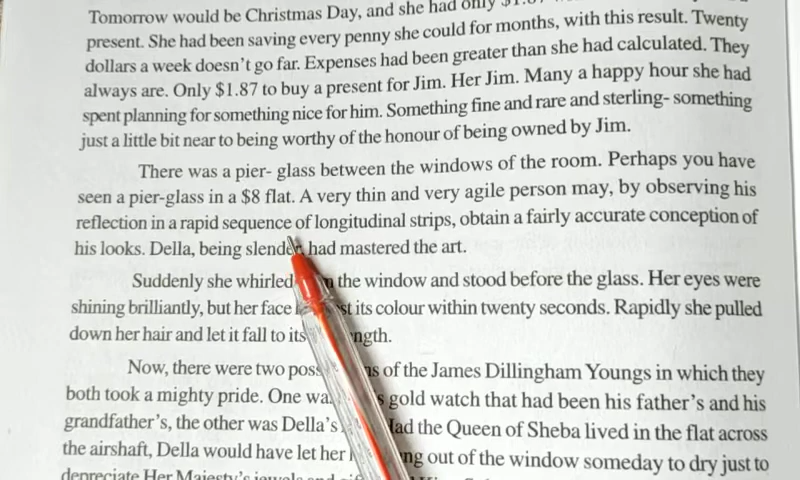 Tomorrow would be Christmas Day, and she had only
present. She had been saving every penny she could for months, with this result. Twenty
dollars a week doesn't go far. Expenses had been greater than she had calculated. They
always are. Only $1.87 to buy a present for Jim. Her Jim. Many a happy hour she had
spent planning for something nice for him. Something fine and rare and sterling- something
just a little bit near to being worthy of the honour of being owned by Jim.
There was a pier- glass between the windows of the room. Perhaps you have
seen a pier-glass in a $8 flat. A very thin and very agile person may, by observing his
reflection in a rapid sequence of longitudinal strips, obtain a fairly accurate conception of
his looks. Della, being slender had mastered the art.
Suddenly she whirled the window and stood before the glass. Her eyes were
shining brilliantly, but her face its colour within twenty seconds. Rapidly she pulled
down her hair and let it fall to its
Now, there were two of the James Dillingham Youngs in which they
both took a mighty pride. One gold watch that had been his father's and his
grandfather's, the other was Della's the Queen of Sheba lived in the flat across
the airshaft, Della would have let her out of the window someday to dry just to
depreciate Her Majesty's jewels and